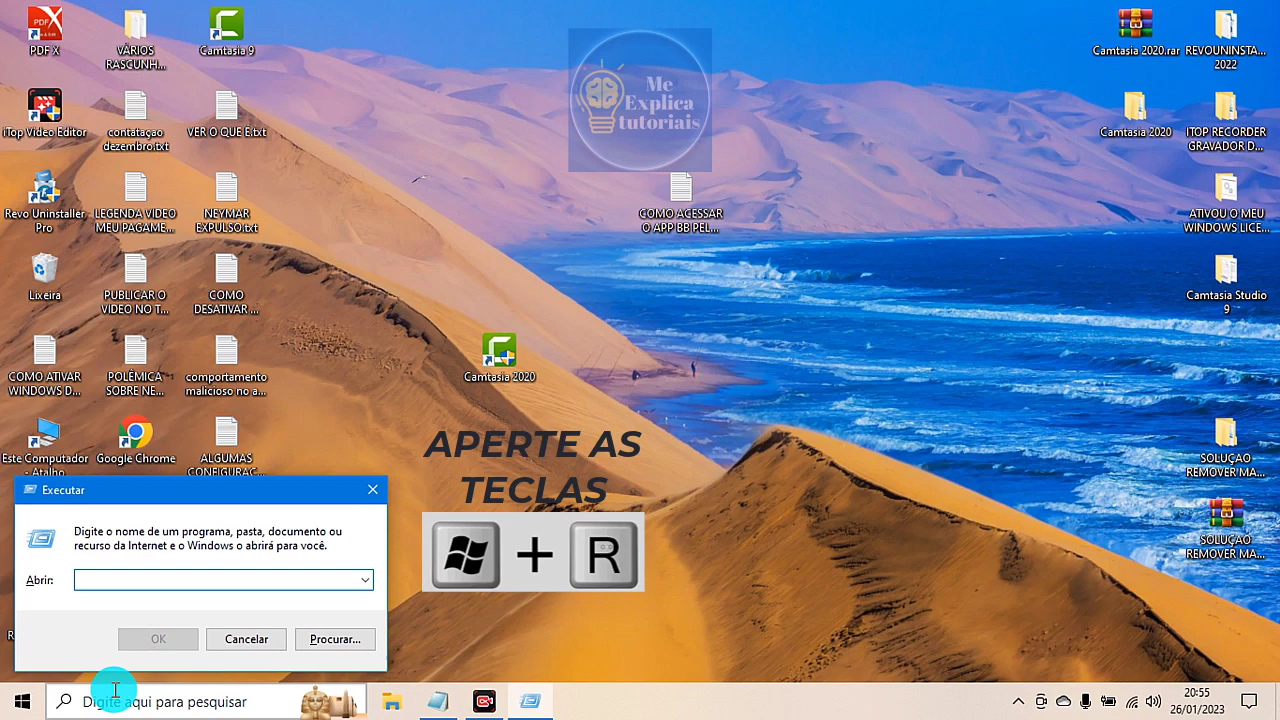 PDF X
VÁRIOS
RASCUNH...
Camtasia 9
Me
Explica
tutoriais
Camtasia 2020.rar
REVOUNINSTA...
2022
iTop Video Editor
contatação
dezembro.txt
VER O QUE E.txt
Camtasia 2020
ITOP RECORDER
GRAVADOR D...
Revo Uninstaller
Pro
LEGENDA VIDEO
MEU PAGAME...
NEYMAR
EXPULSO.txt
COMO ACESSAR
O APP BB PEL...
ATIVOU O MEU
WINDOWS LICE...
Lixeira
PUBLICAR O
VIDEO NO T...
COMO
DESATIVAR ...
Camtasia Studio
9
COMO ATIVAR
WINDOWS D...
POLÊMICA
SOBRE NE...
comportamento
malicioso no a...
Camtasia 2020
Este Computador
- Atalho
Google Chrome
ALGUMAS
CONFIGURAÇ...
SOLUÇAO
REMOVER MA...
APERTE AS
TECLAS
+ R
SOLUÇAO
REMOVER MA...
Executar
Digite o nome de um programa, pasta, documento ou
recurso da Internet e o Windows o abrirá para você.
Abrir:
OK
Cancelar
Procurar...
Digite aqui para pesquisar
20:55
26/01/2023